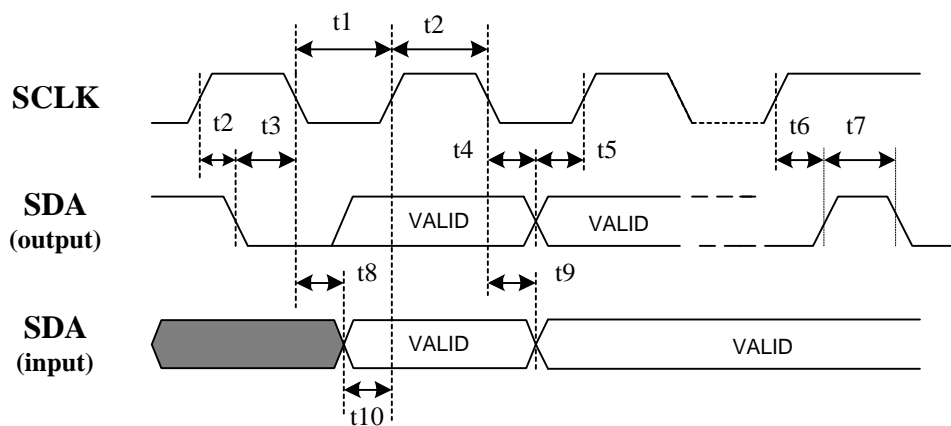 t1
t2
SCLK
t2
t3
t4
t5
t6
t7
SDA
(output)
VALID
VALID
t8
t9
SDA
(input)
VALID
VALID
t10